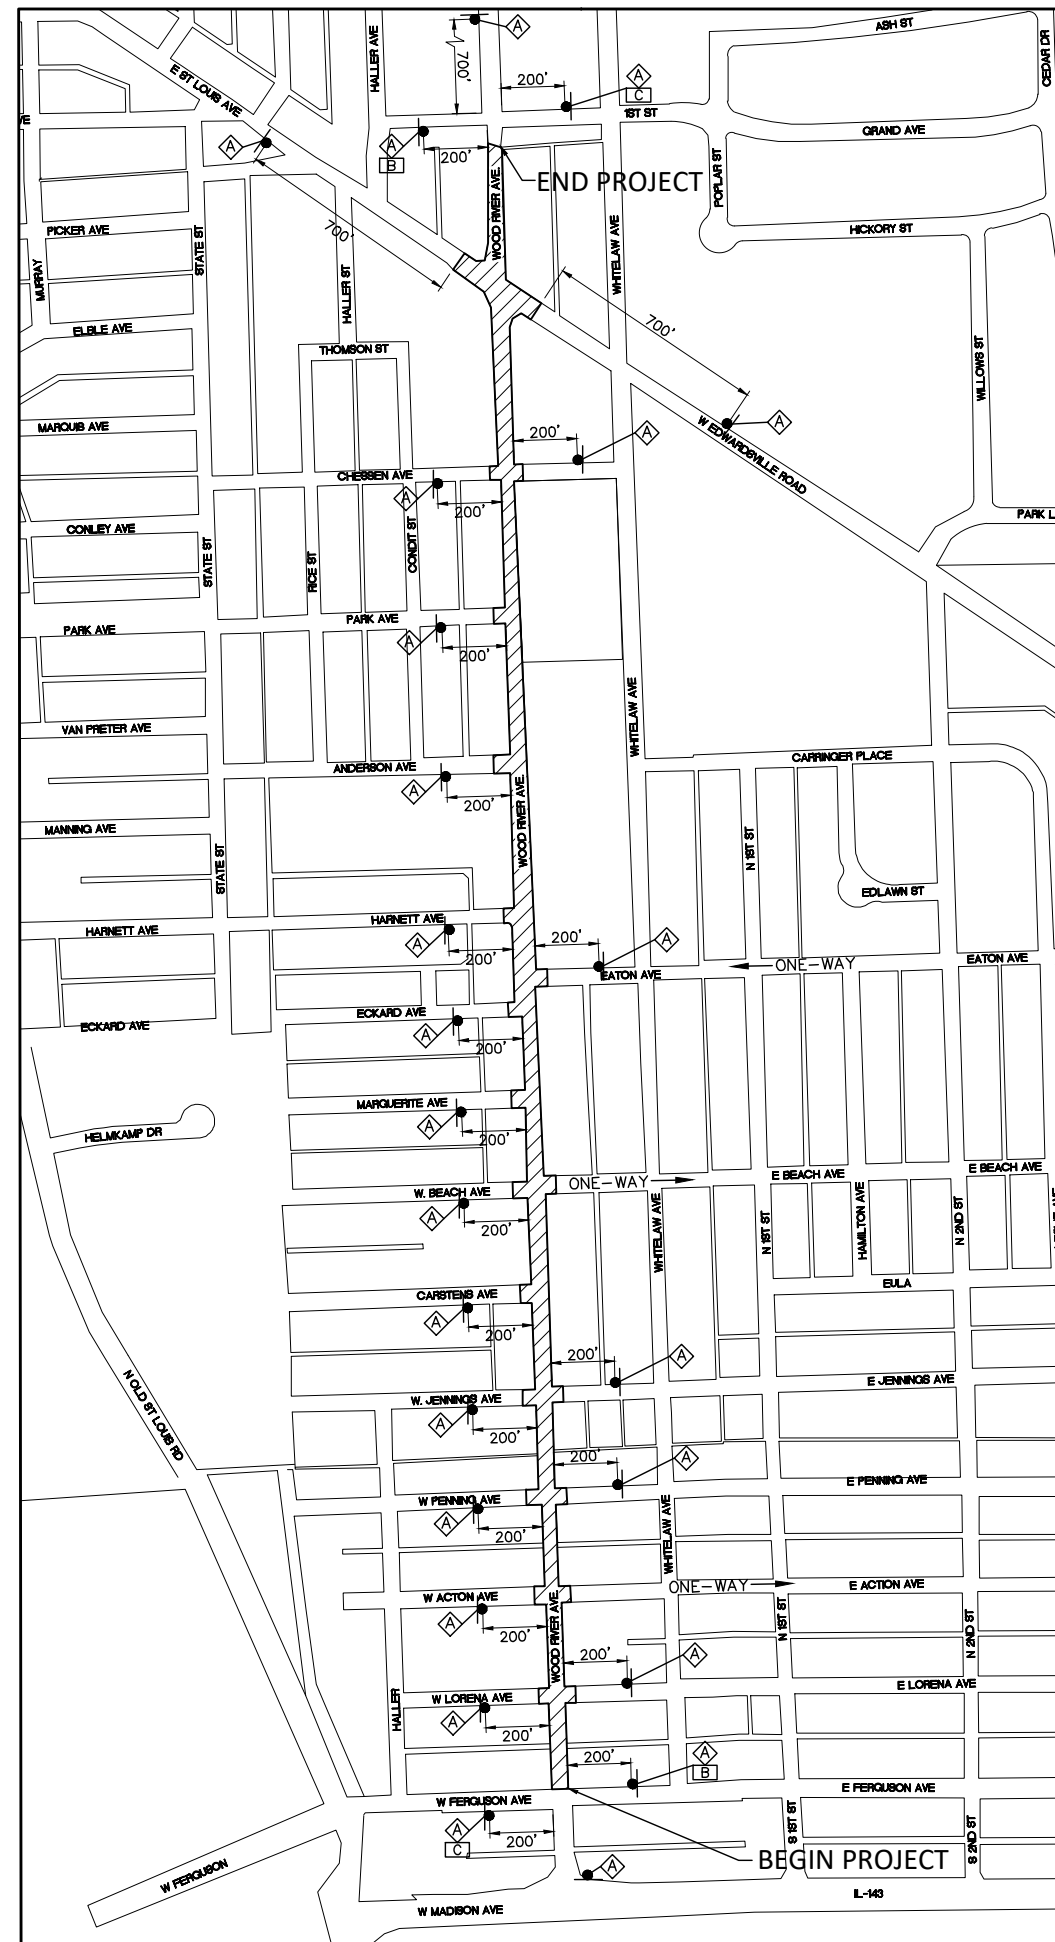 ASH ST
CEDAR DR
HALLER AVE
A
700'
E ST LOUIS AVE
200'
A
C
1ST ST
GRAND AVE
VE
A
A
B
200'
END PROJECT
WOOD RIVER AVE.
POPLAR ST
PICKER AVE
STATE ST
700'
WHITELAW AVE
HICKORY ST
MURRAY
HALLER ST
ELBLE AVE
THOMSON ST
700'
WILLOWS ST
MARQUIS AVE
200'
A
A
W EDWARDSVILLE ROAD
CHESSEN AVE
A
200'
CONLEY AVE
STATE ST
RICE ST
CONDIT ST
PARK L
PARK AVE
PARK AVE
A
200'
VAN PRETER AVE
WHITELAW AVE
CARRINGER PLACE
ANDERSON AVE
A
200'
WOOD RIVER AVE.
MANNING AVE
STATE ST
N 1ST ST
EDLAWN ST
HARNETT AVE
HARNETT AVE
A
200'
200'
A
EATON AVE
ONE-WAY
EATON AVE
ECKARD AVE
ECKARD AVE
A
200'
MARGUERITE AVE
A
200'
HELMKAMP DR
W. BEACH AVE
A
200'
ONE-WAY
E BEACH AVE
E BEACH AVE
WHITELAW AVE
N 1ST ST
HAMILTON AVE
N 2ND ST
EULA
CARSTENS AVE
A
200'
200'
A
N OLD ST LOUIS RD
E JENNINGS AVE
W. JENNINGS AVE
A
200'
200'
A
E PENNING AVE
W PENNING AVE
A
200'
WHITELAW AVE
ONE-WAY
E ACTION AVE
W ACTON AVE
A
200'
WOOD RIVER AVE.
N 1ST ST
N 2ND ST
200'
A
E LORENA AVE
HALLER
W LORENA AVE
A
200'
200'
A
B
E FERGUSON AVE
W FERGUSON AVE
A
C
200'
S 1ST ST
S 2ND ST
BEGIN PROJECT
A
W FERGUSON
IL-143
W MADISON AVE